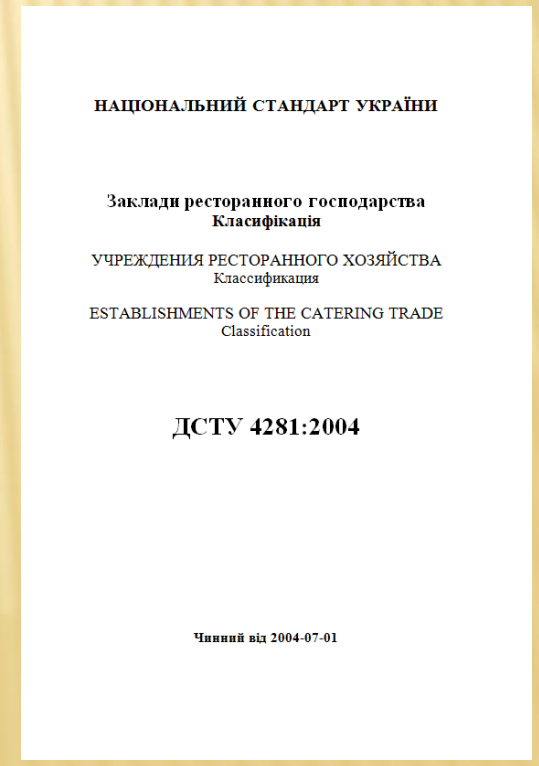 НАЦІОНАЛЬНИЙ СТАНДАРТ УКРАЇНИ
Заклади ресторанного господарства
Класифікація
УЧРЕЖДЕНИЯ РЕСТОРАННОГО ХОЗЯЙСТВА
Классификация
ESTABLISHMENTS OF THE CATERING TRADE
Classification
ДСТУ 4281:2004
Чинний від 2004-07-01